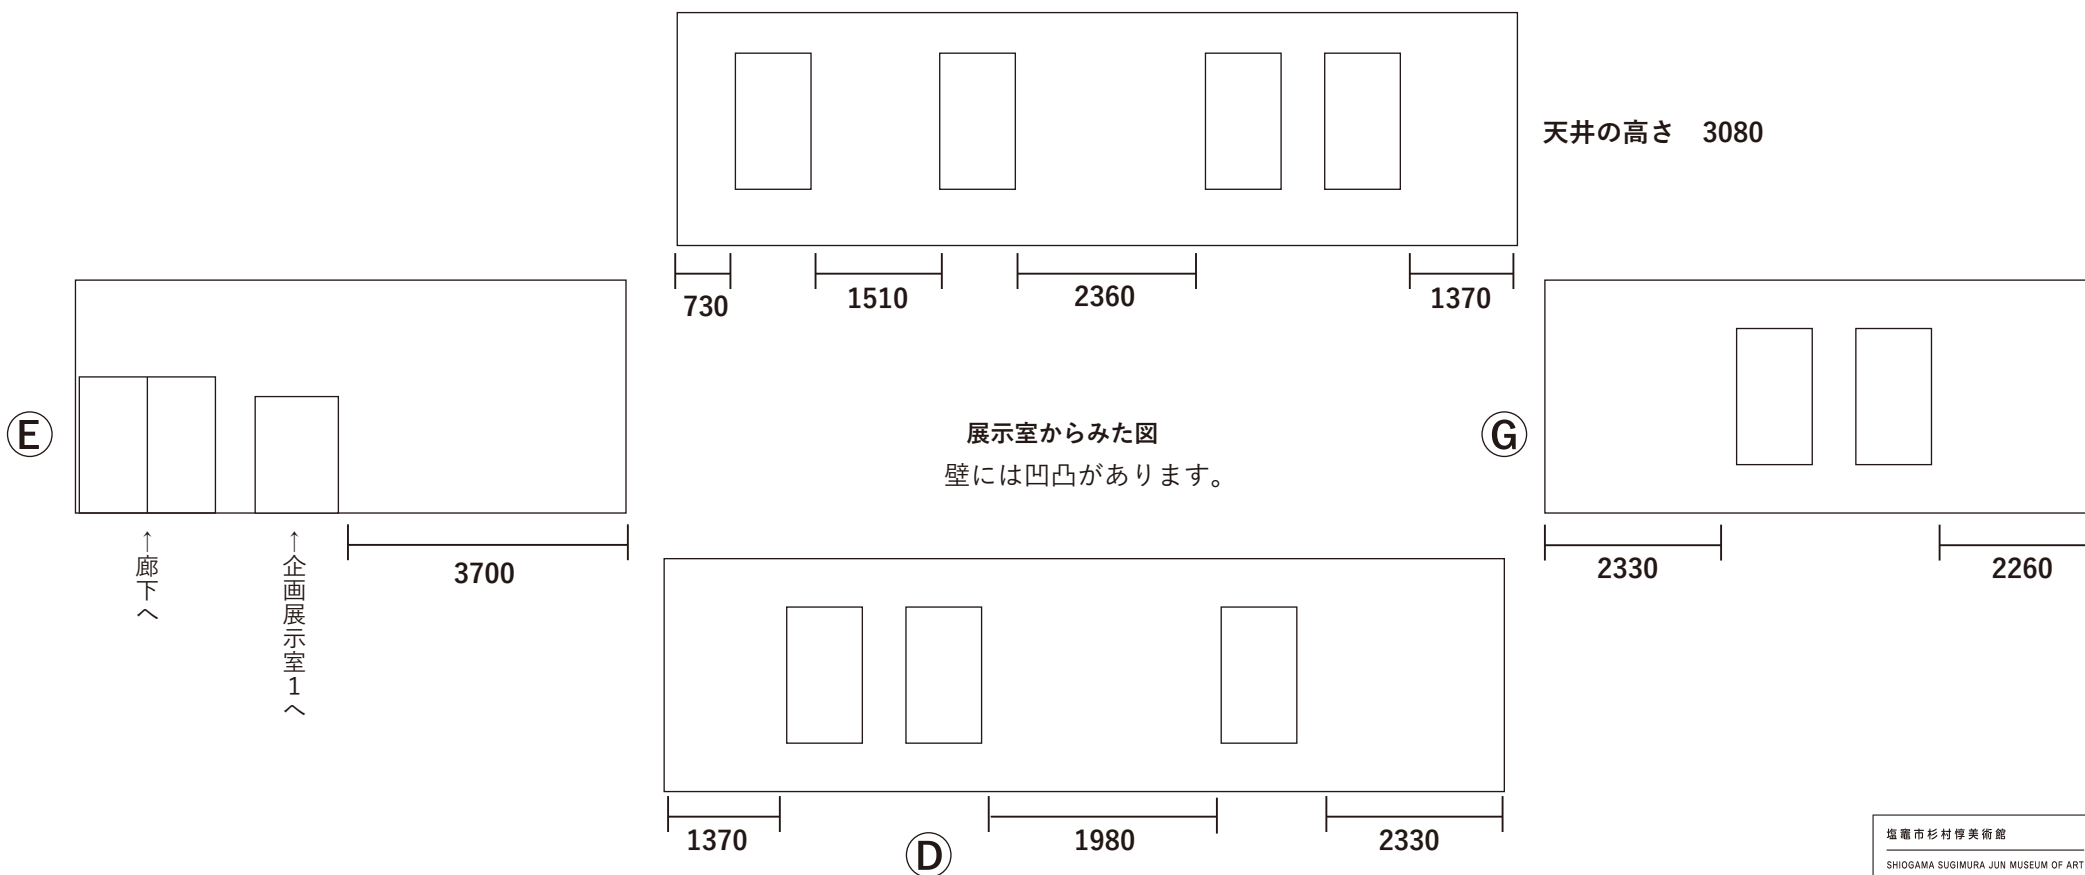 天井の高さ　3080
730
1510
2360
1370
E
↑廊下へ
↑企画展示室1へ
3700
展示室からみた図
壁には凹凸があります。
G
2330
2260
1370
D
1980
2330
塩竈市杉村惇美術館
SHIOGAMA SUGIMURA JUN MUSEUM OF ART